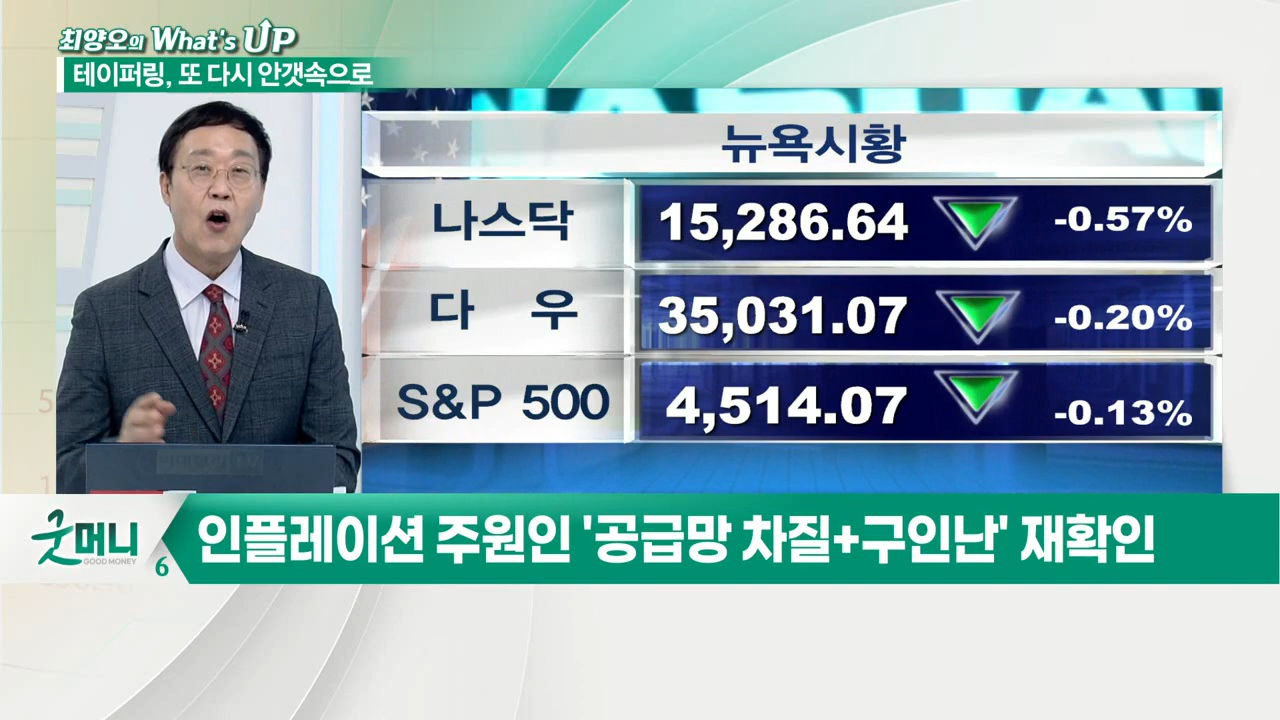 최양오의 What's UP
테이퍼링, 또 다시 안갯속으로
뉴욕시황
나스닥 15,286.64 -0.57%
다 우 35,031.07 -0.20%
S&P 500 4,514.07 -0.13%
굿머니 GOOD MONEY 6
인플레이션 주원인 '공급망 차질+구인난' 재확인